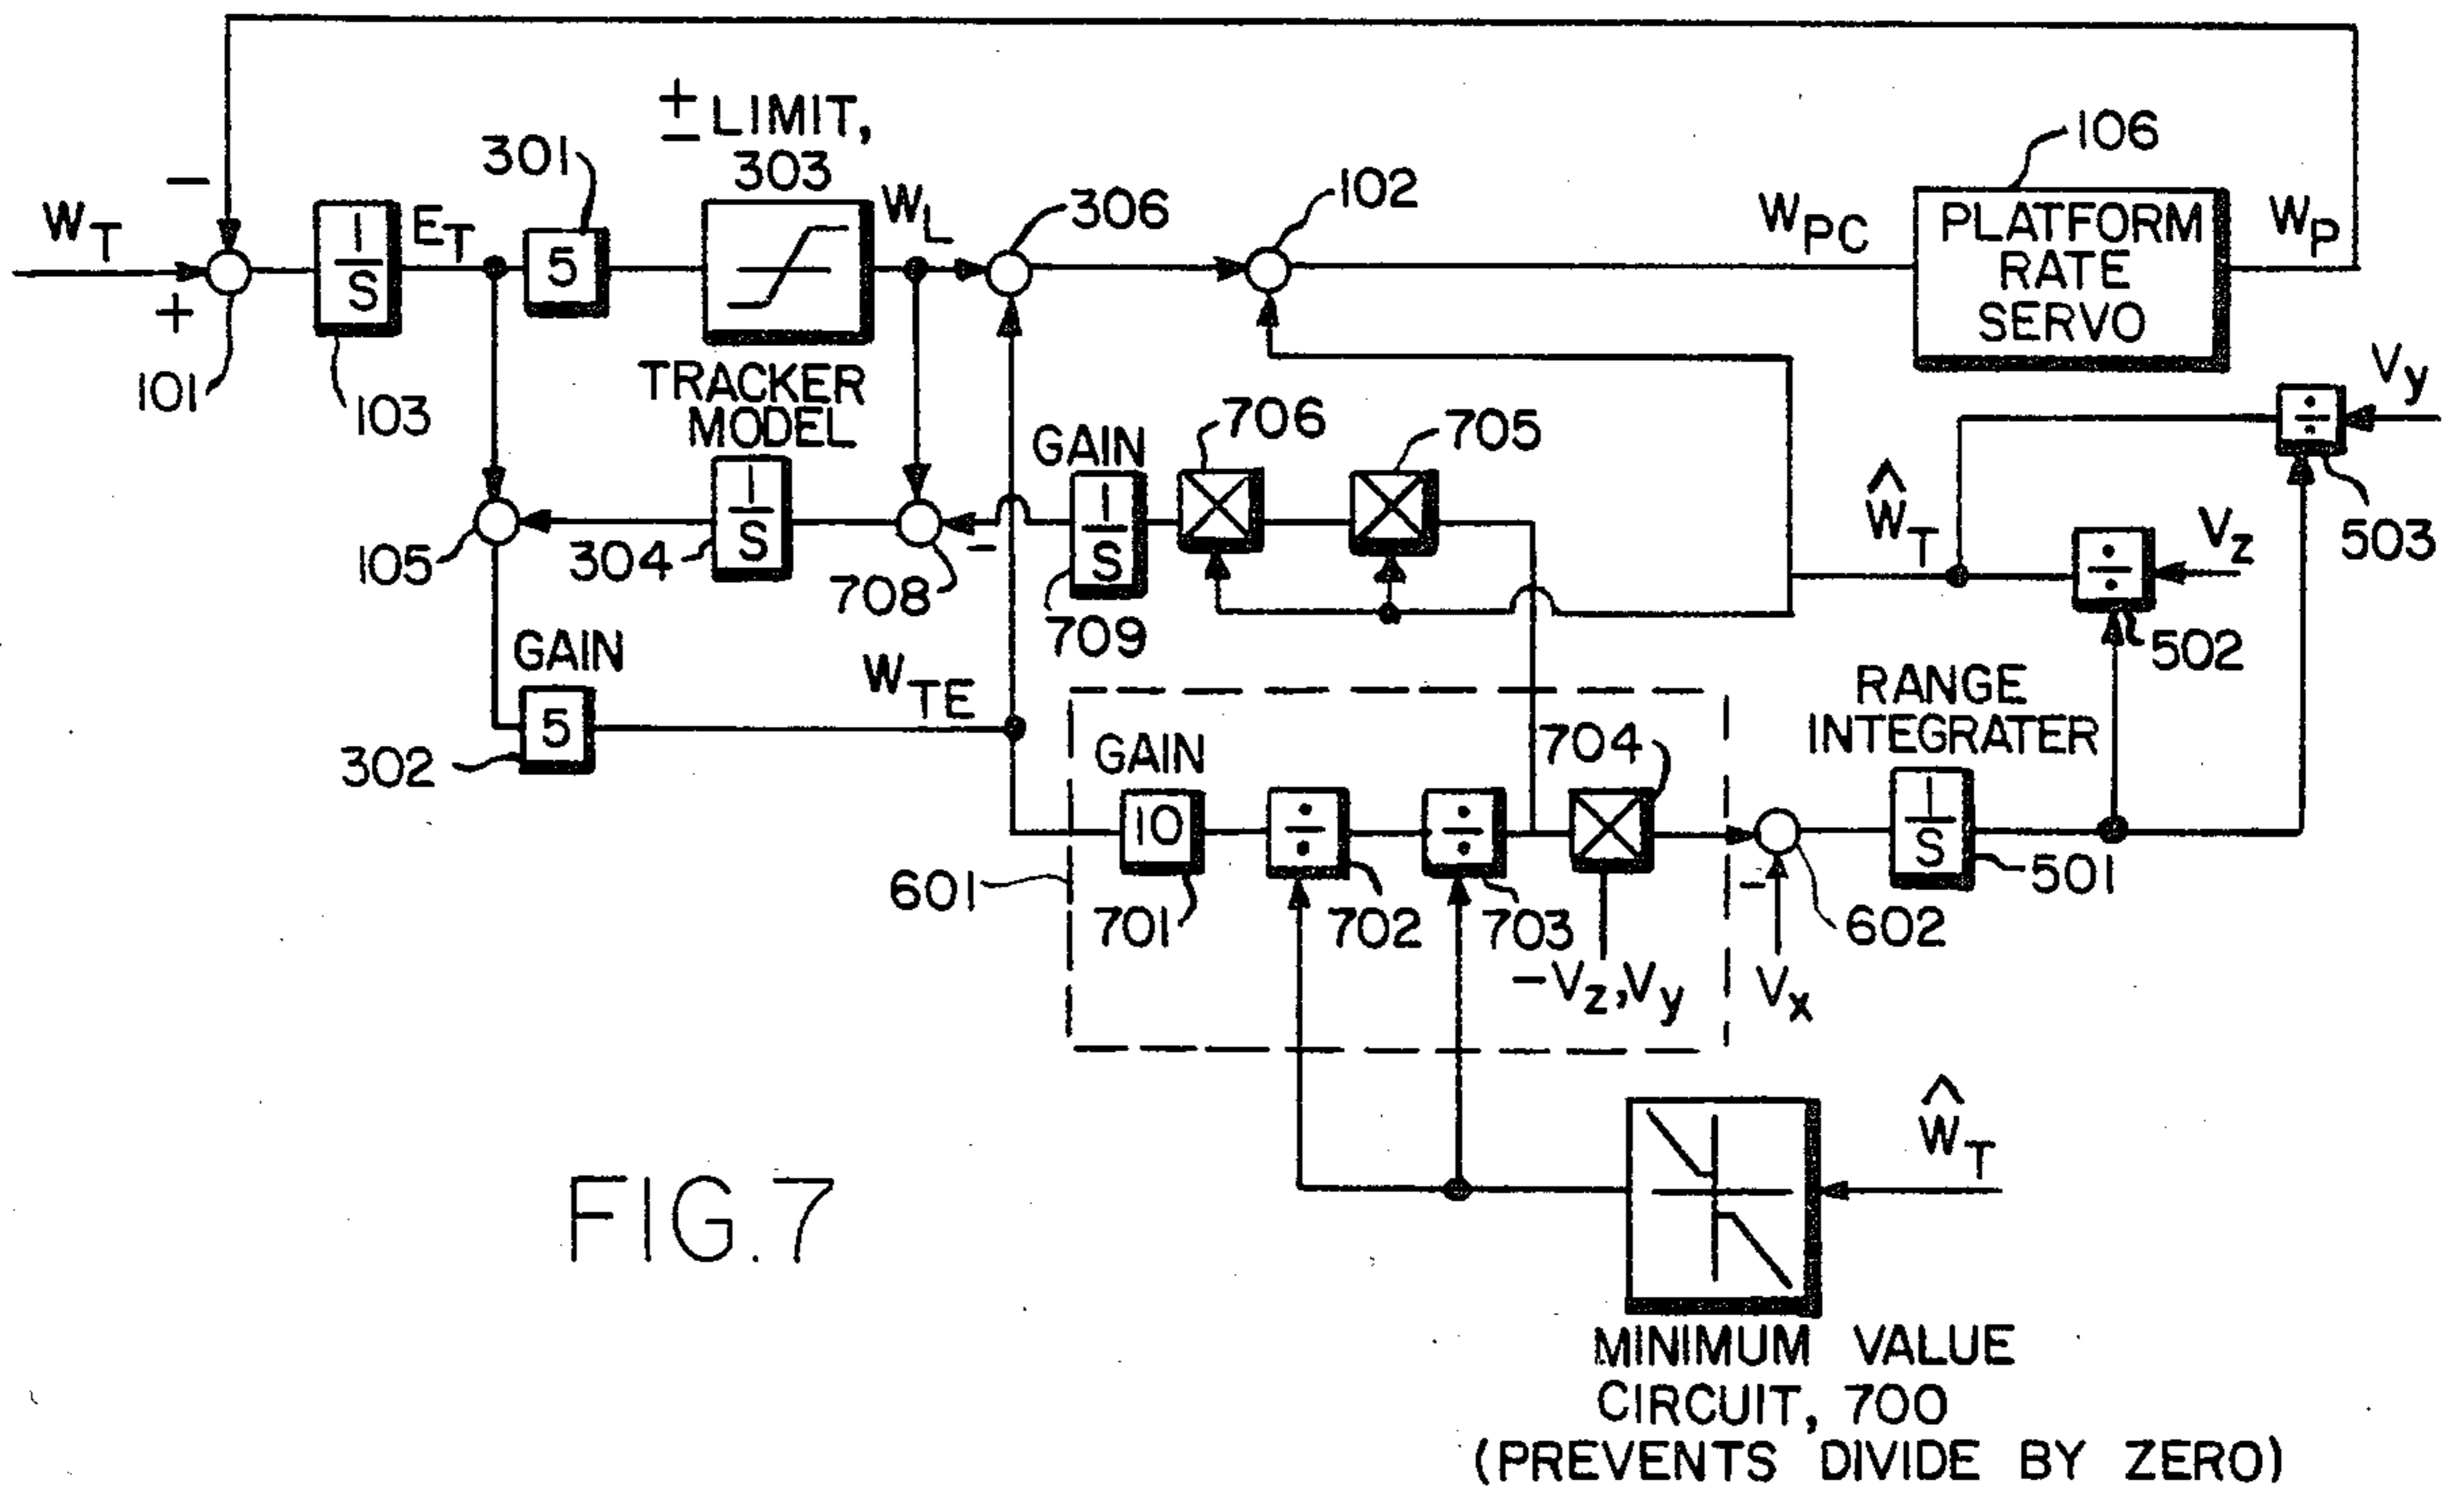 ± LIMIT,
303
301
W_T
−
+
101
1/S
103
E_T
5
W_L
306
102
W_PC
106
PLATFORM
RATE
SERVO
W_P
V_y
÷
503
TRACKER
MODEL
1/S
304
105
708
−
GAIN
1/S
709
706
705
Ŵ_T
÷
V_z
502
GAIN
5
302
W_TE
601
GAIN
10
701
÷
702
÷
703
704
−V_z, V_y
−
V_x
602
RANGE
INTEGRATER
1/S
501
Ŵ_T
FIG. 7
MINIMUM VALUE
CIRCUIT, 700
(PREVENTS DIVIDE BY ZERO)